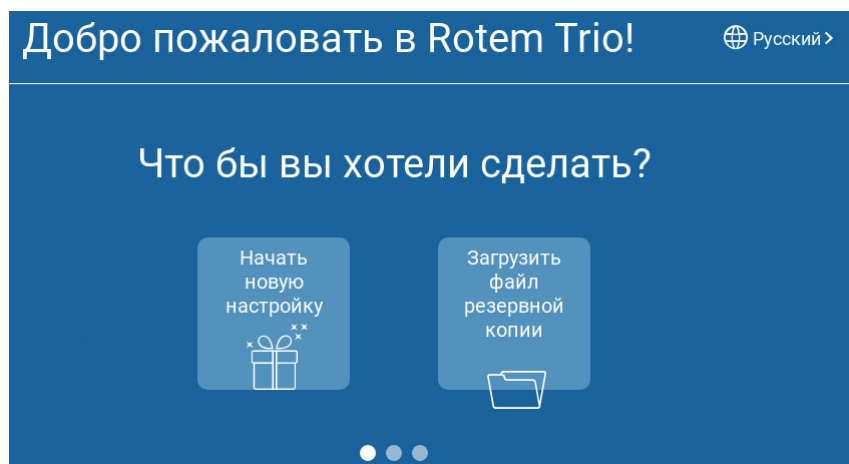 Добро пожаловать в Rotem Trio!
Русский >
Что бы вы хотели сделать?
Начать
новую
настройку
Загрузить
файл
резервной
копии